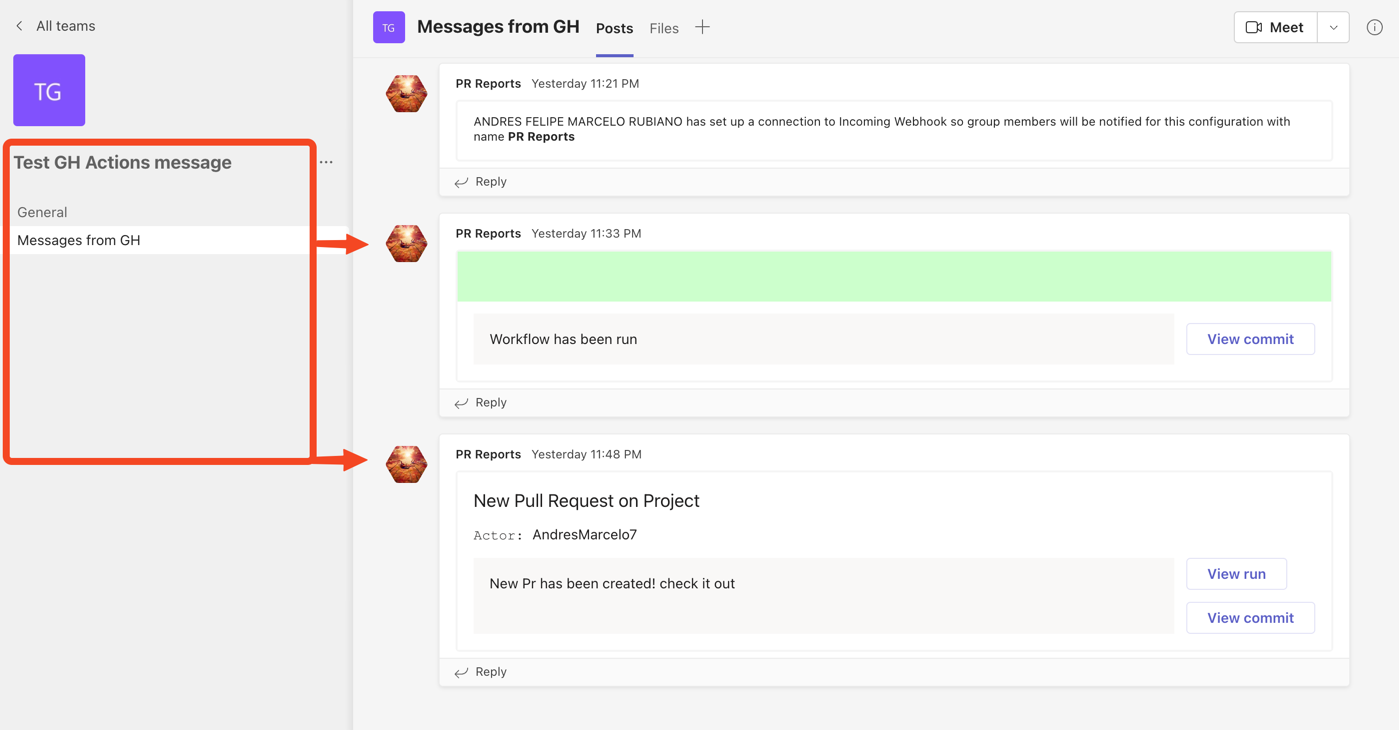 All teams
TG
Test GH Actions message
...
General
Messages from GH
TG
Messages from GH
Posts
Files
Meet
PR Reports Yesterday 11:21 PM
ANDRES FELIPE MARCELO RUBIANO has set up a connection to Incoming Webhook so group members will be notified for this configuration with
name PR Reports
Reply
PR Reports Yesterday 11:33 PM
Workflow has been run
View commit
Reply
PR Reports Yesterday 11:48 PM
New Pull Request on Project
Actor: AndresMarcelo7
New Pr has been created! check it out
View run
View commit
Reply